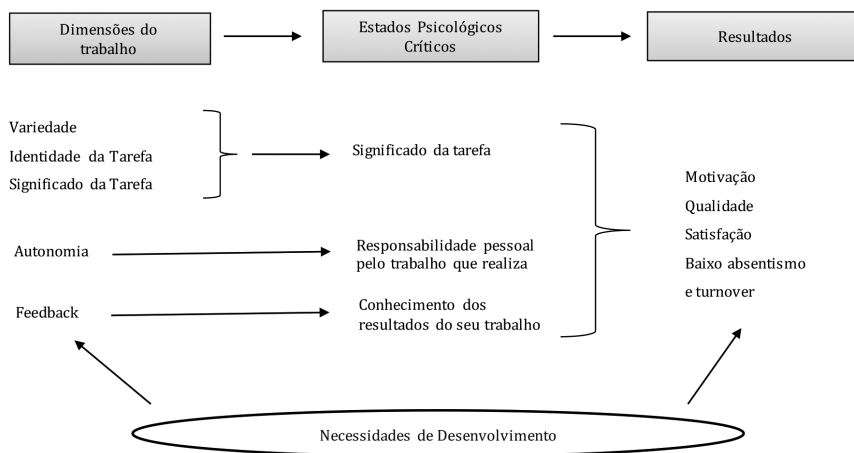 Dimensões do
trabalho
Estados Psicológicos
Críticos
Resultados
Variedade
Identidade da Tarefa
Significado da Tarefa
Significado da tarefa
Autonomia
Responsabilidade pessoal
pelo trabalho que realiza
Feedback
Conhecimento dos
resultados do seu trabalho
Motivação
Qualidade
Satisfação
Baixo absentismo
e turnover
Necessidades de Desenvolvimento